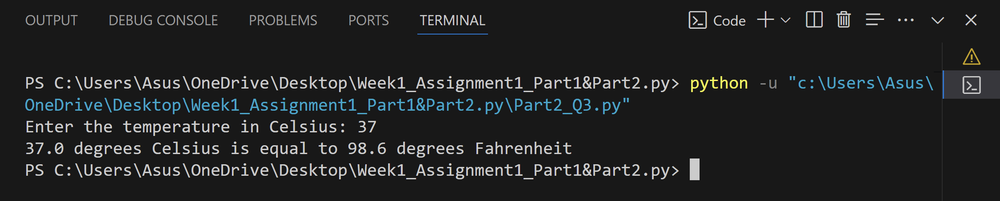 OUTPUT DEBUG CONSOLE PROBLEMS PORTS TERMINAL Code
PS C:\Users\Asus\OneDrive\Desktop\Week1_Assignment1_Part1&Part2.py> python -u "c:\Users\Asus\
OneDrive\Desktop\Week1_Assignment1_Part1&Part2.py\Part2_Q3.py"
Enter the temperature in Celsius: 37
37.0 degrees Celsius is equal to 98.6 degrees Fahrenheit
PS C:\Users\Asus\OneDrive\Desktop\Week1_Assignment1_Part1&Part2.py>